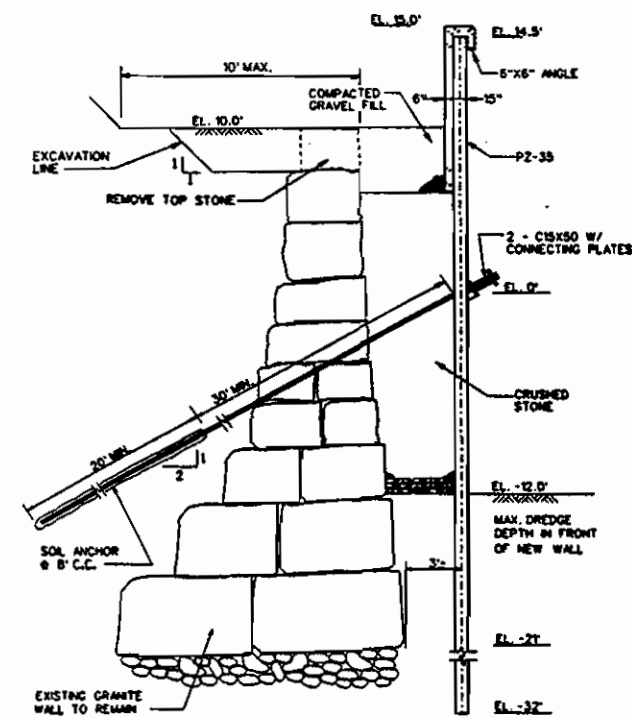 EL. 15.0'
EL. 14.5'
10' MAX.
6"X6" ANGLE
COMPACTED
GRAVEL FILL
6"
15"
EL. 10.0'
EXCAVATION
LINE
1
1
PZ-35
REMOVE TOP STONE
2 - C15X50 W/
CONNECTING PLATES
EL. 0'
30' MIN.
CRUSHED
STONE
20' MIN.
1
2
EL. -12.0'
SOIL ANCHOR
@ 8' C.C.
MAX. DREDGE
DEPTH IN FRONT
OF NEW WALL
3'-
EL. -21'
EXISTING GRANITE
WALL TO REMAIN
EL. -32'